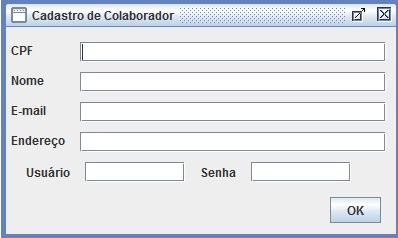 Cadastro de Colaborador
CPF
Nome
E-mail
Endereço
Usuário Senha
OK